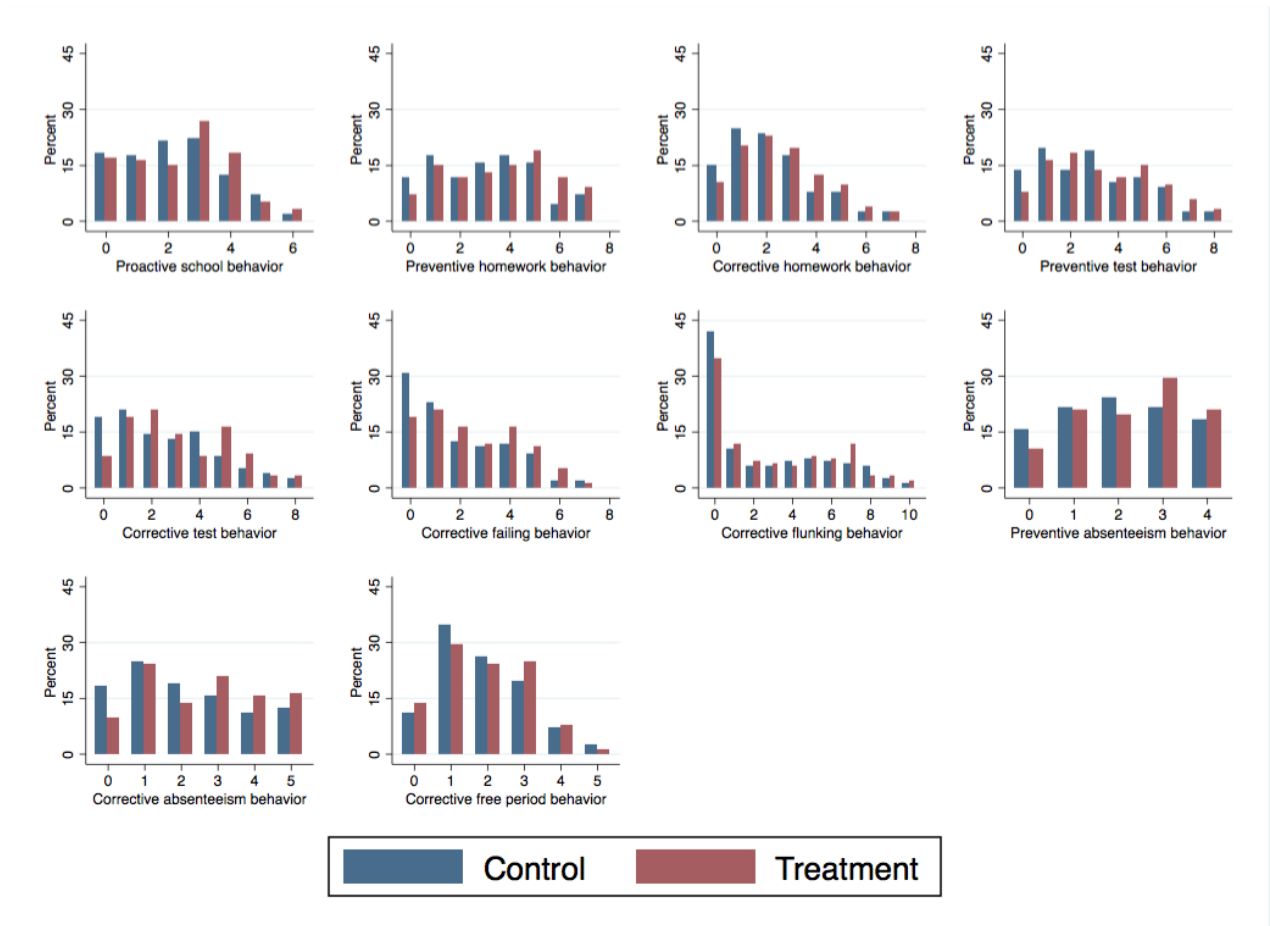 45
30
15
0
Percent
0 2 4 6
Proactive school behavior
45
30
15
0
Percent
0 2 4 6 8
Preventive homework behavior
45
30
15
0
Percent
0 2 4 6 8
Corrective homework behavior
45
30
15
0
Percent
0 2 4 6 8
Preventive test behavior
45
30
15
0
Percent
0 2 4 6 8
Corrective test behavior
45
30
15
0
Percent
0 2 4 6 8
Corrective failing behavior
45
30
15
0
Percent
0 2 4 6 8 10
Corrective flunking behavior
45
30
15
0
Percent
0 1 2 3 4
Preventive absenteeism behavior
45
30
15
0
Percent
0 1 2 3 4 5
Corrective absenteeism behavior
45
30
15
0
Percent
0 1 2 3 4 5
Corrective free period behavior
Control Treatment